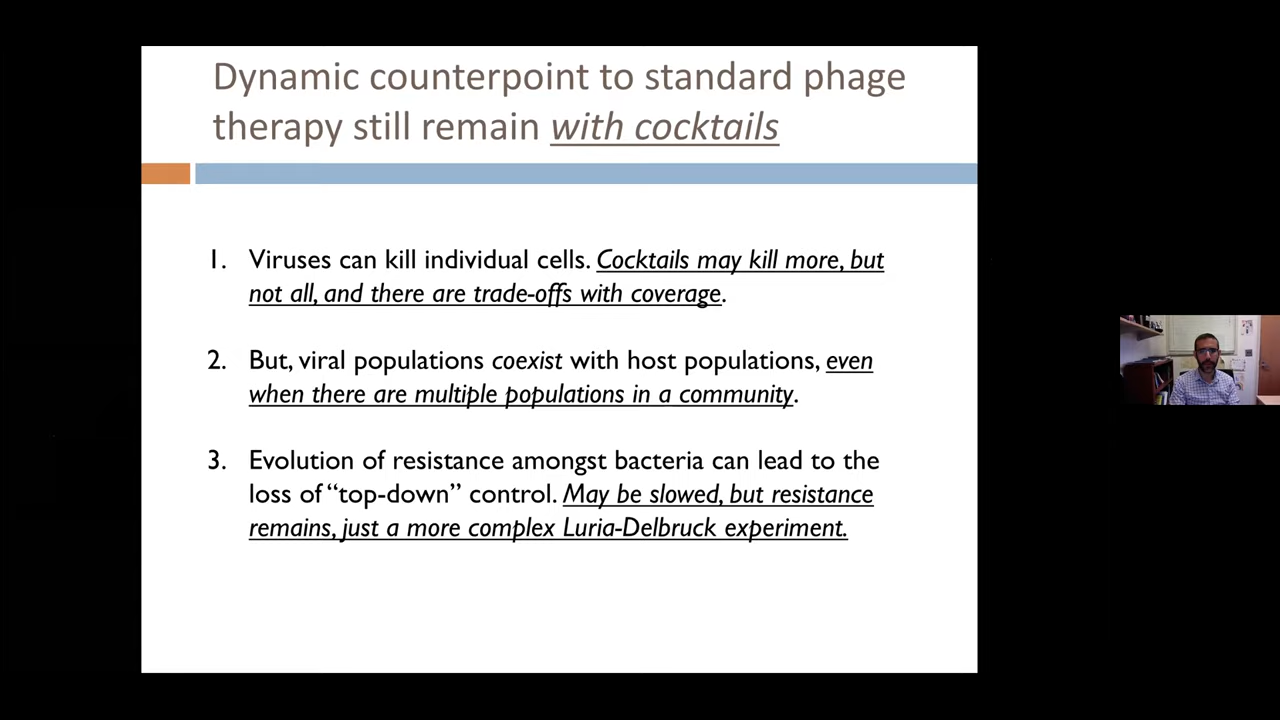 Dynamic counterpoint to standard phage
therapy still remain with cocktails
1. Viruses can kill individual cells. Cocktails may kill more, but
not all, and there are trade-offs with coverage.
2. But, viral populations coexist with host populations, even
when there are multiple populations in a community.
3. Evolution of resistance amongst bacteria can lead to the
loss of “top-down” control. May be slowed, but resistance
remains, just a more complex Luria-Delbruck experiment.